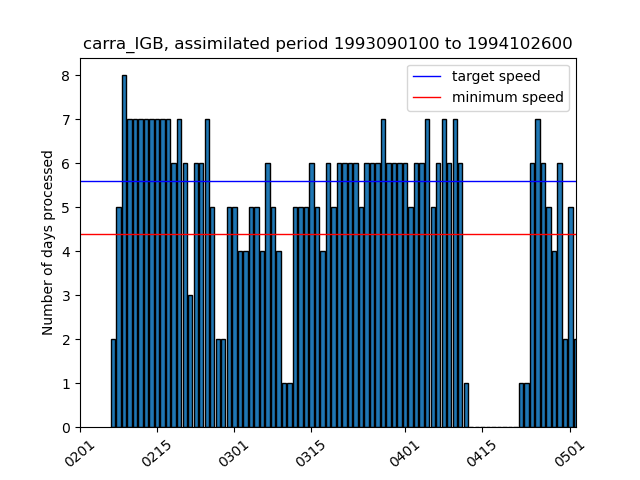 carra_IGB, assimilated period 1993090100 to 1994102600
target speed
minimum speed
Number of days processed
8
7
6
5
4
3
2
1
0
0201 0215 0301 0315 0401 0415 0501